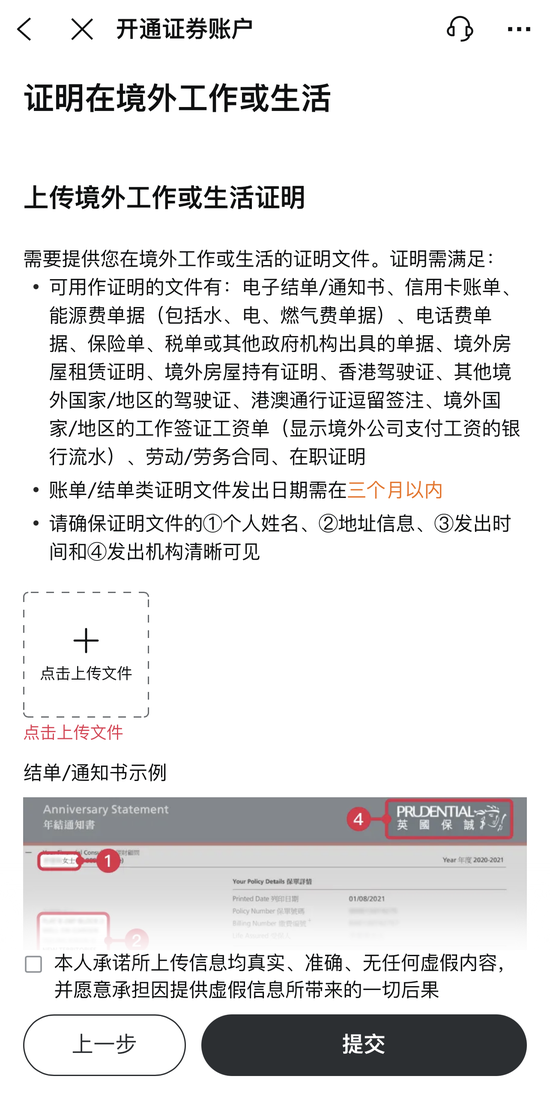 开通证券账户
证明在境外工作或生活
上传境外工作或生活证明
需要提供您在境外工作或生活的证明文件。证明需满足：
• 可用作证明的文件有：电子结单/通知书、信用卡账单、
能源费单据（包括水、电、燃气费单据）、电话费单
据、保险单、税单或其他政府机构出具的单据、境外房
屋租赁证明、境外房屋持有证明、香港驾驶证、其他境
外国家/地区的驾驶证、港澳通行证逗留签注、境外国
家/地区的工作签证工资单（显示境外公司支付工资的银
行流水）、劳动/劳务合同、在职证明
• 账单/结单类证明文件发出日期需在三个月以内
• 请确保证明文件的①个人姓名、②地址信息、③发出时
间和④发出机构清晰可见
点击上传文件
点击上传文件
结单/通知书示例
Anniversary Statement
年結通知書
4
PRUDENTIAL
英國保誠
女士
1
Year 年度 2020-2021
Your Policy Details 保單詳情
Printed Date 列印日期 01/08/2021
Policy Number 保單號碼
Billing Number
2
本人承诺所上传信息均真实、准确、无任何虚假内容，
并愿意承担因提供虚假信息所带来的一切后果
上一步
提交